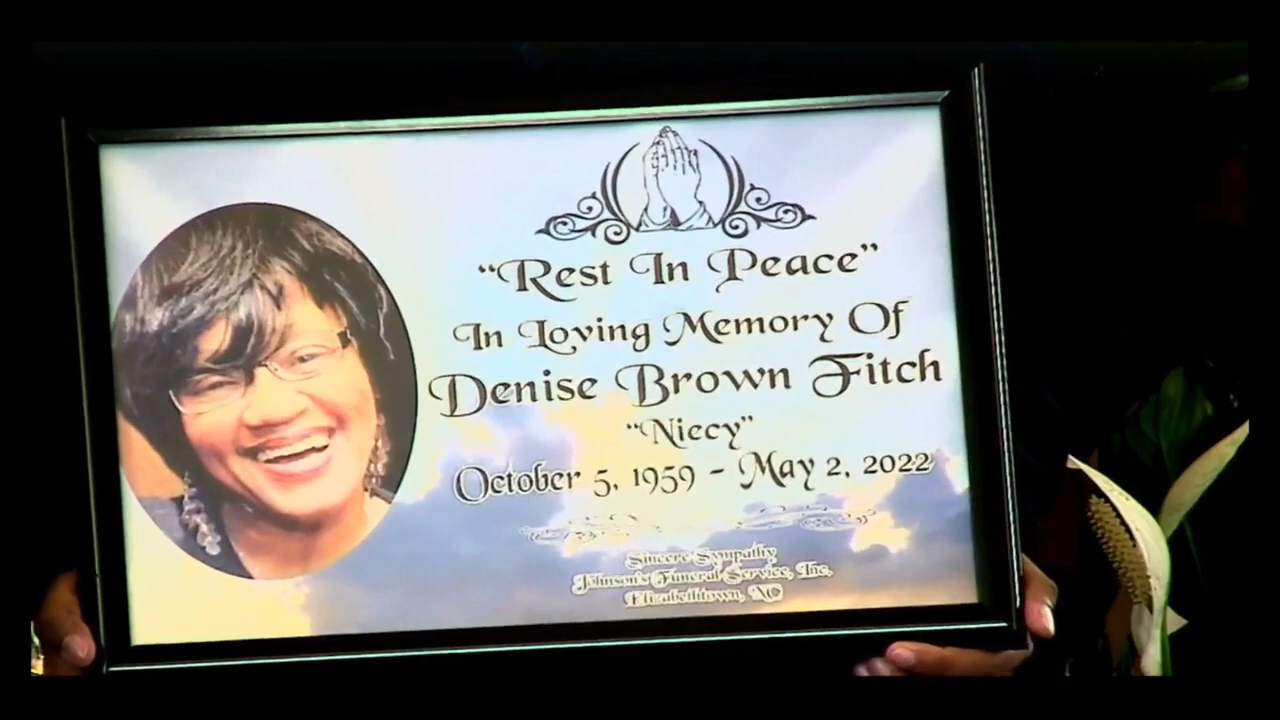 “Rest In Peace”
In Loving Memory Of
Denise Brown Fitch
“Niecy”
October 5, 1959 - May 2, 2022
Sincere Sympathy
Johnson's Funeral Service, Inc.
Elizabethtown, NC